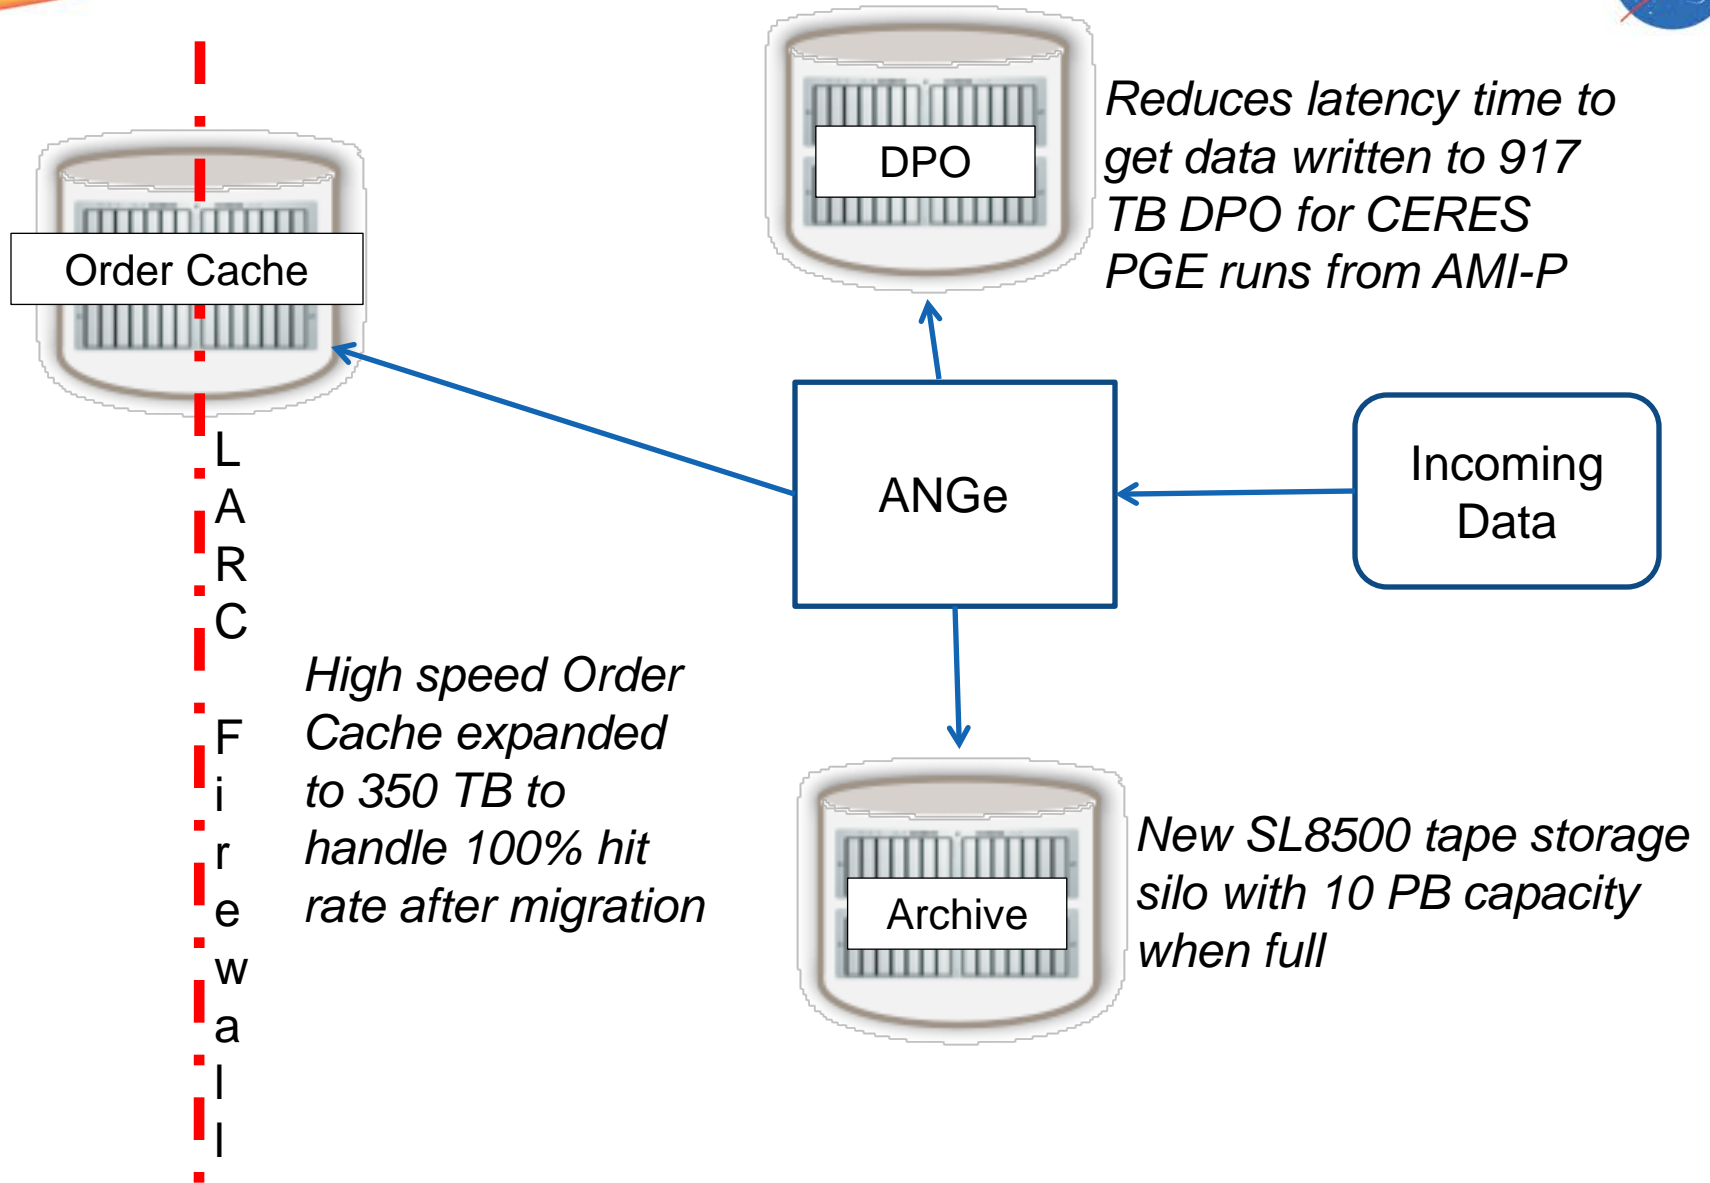 DPO
Reduces latency time to
get data written to 917
TB DPO for CERES
PGE runs from AMI-P
Order Cache
ANGe
Incoming
Data
LARC Firewall
High speed Order
Cache expanded
to 350 TB to
handle 100% hit
rate after migration
Archive
New SL8500 tape storage
silo with 10 PB capacity
when full